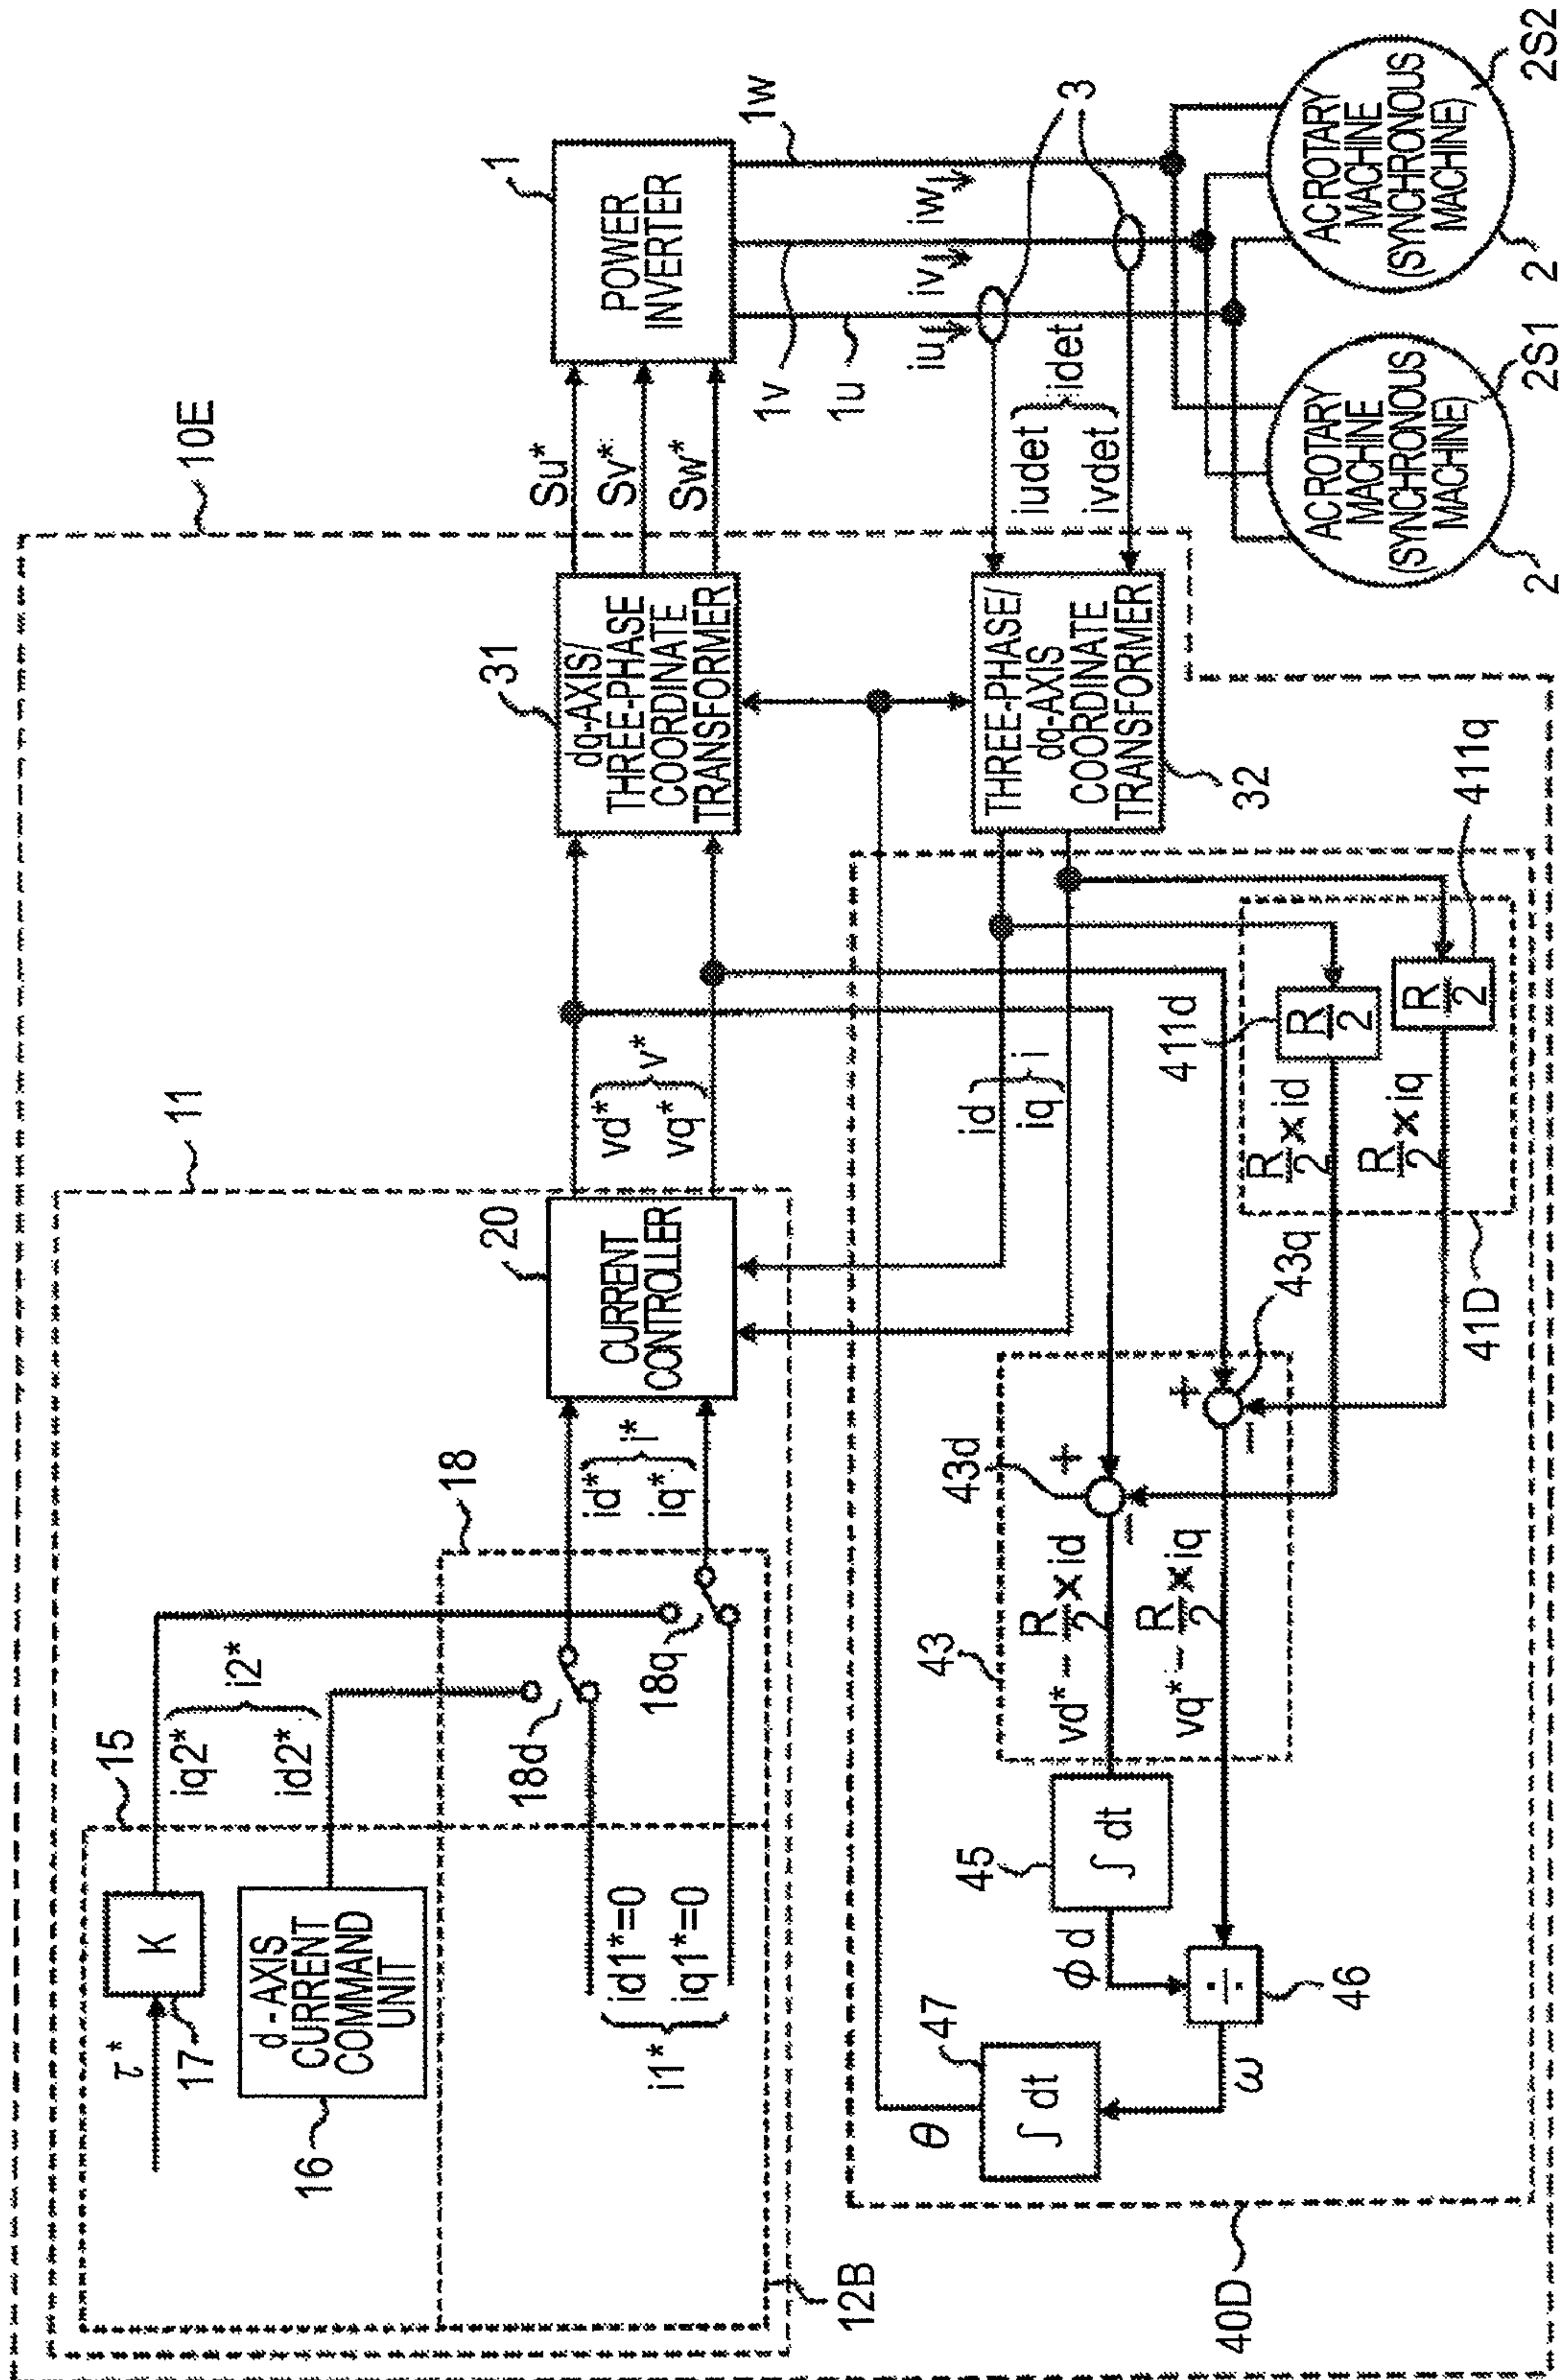 10E
11
15
τ*
K
17
iq2*
i2*
id2*
d-AXIS
CURRENT
COMMAND
UNIT
16
18
18d
18q
id1*=0
iq1*=0
i1*
12B
id*
iq*
i*
20
CURRENT
CONTROLLER
vd*
vq*
v*
31
dq-AXIS/
THREE-PHASE
COORDINATE
TRANSFORMER
Su*
Sv*
Sw*
1
POWER
INVERTER
1v
1u
1w
iu
iv
iw
3
iudet
ivdet
idet
THREE-PHASE/
dq-AXIS
COORDINATE
TRANSFORMER
32
id
iq
i
θ
47
∫ dt
ω
46
÷
ϕd
45
∫ dt
43
vd* − R/2 × id
vq* − R/2 × iq
43d
+
−
43q
+
−
411d
R/2
R/2 × id
411q
R/2
R/2 × iq
41D
40D
AC ROTARY
MACHINE
(SYNCHRONOUS
MACHINE)
2
2S1
AC ROTARY
MACHINE
(SYNCHRONOUS
MACHINE)
2
2S2